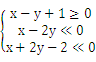 x − y + 1 ≥ 0
x − 2y ≪ 0
x + 2y − 2 ≪ 0